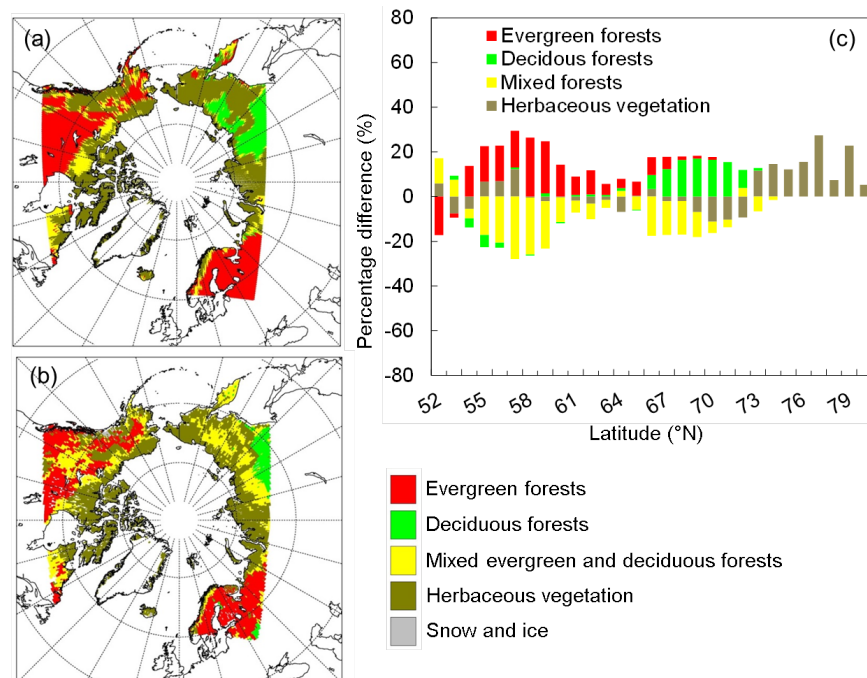 (a)
(b)
(c)
Evergreen forests
Decidous forests
Mixed forests
Herbaceous vegetation
Percentage difference (%)
80
60
40
20
0
-20
-40
-60
-80
52 55 58 61 64 67 70 73 76 79
Latitude (°N)
Evergreen forests
Deciduous forests
Mixed evergreen and deciduous forests
Herbaceous vegetation
Snow and ice